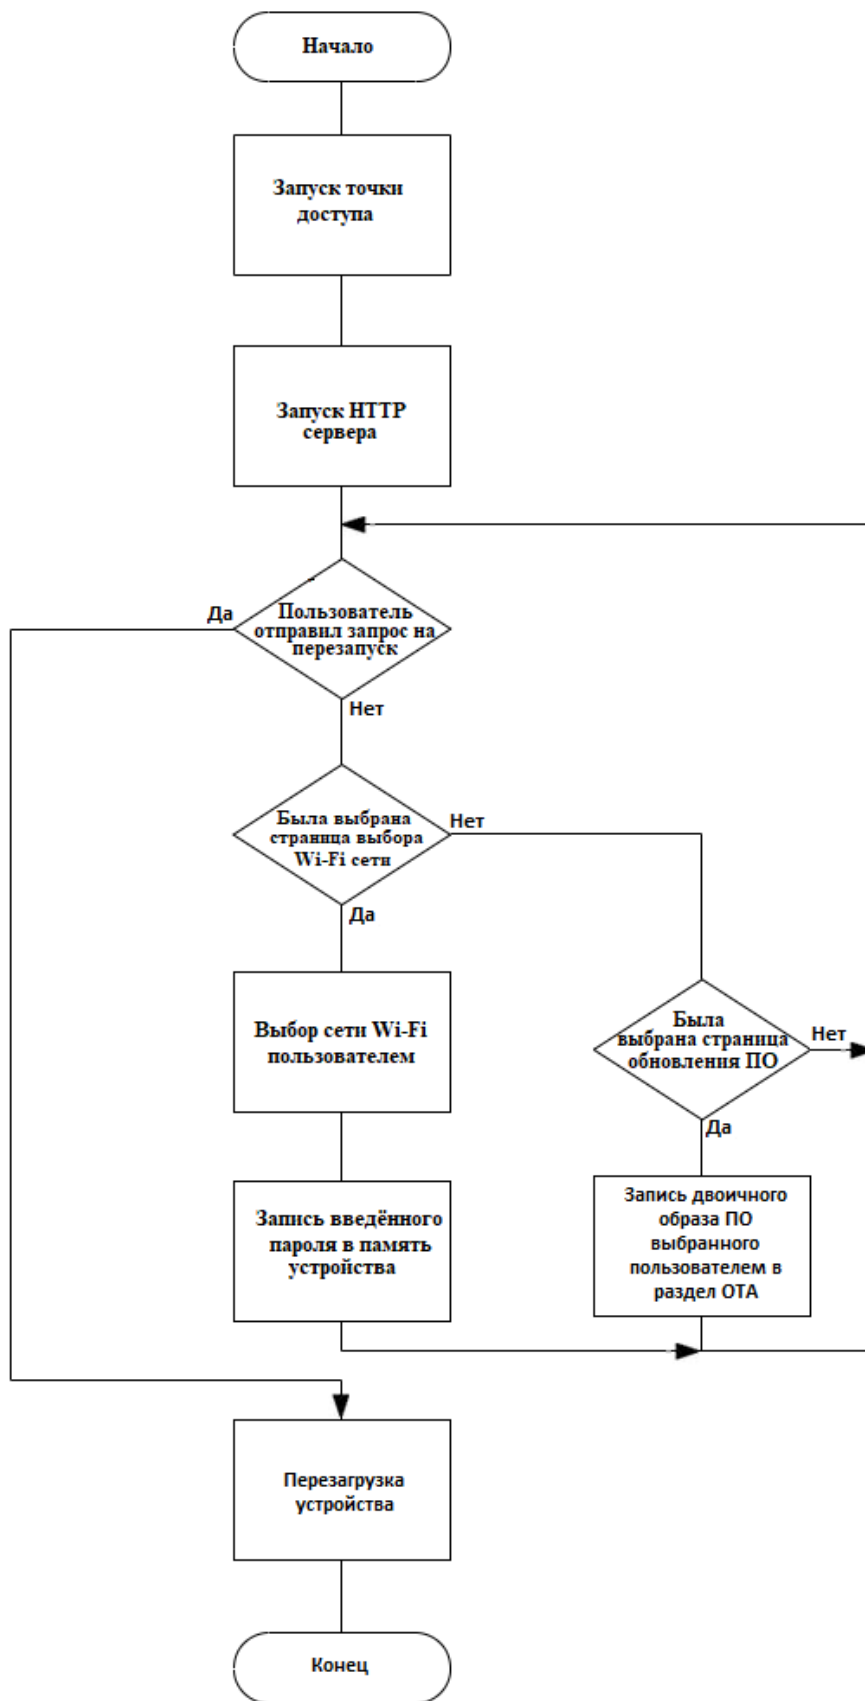 Начало
Запуск точки
доступа
Запуск HTTP
сервера
Да
Пользователь
отправил запрос на
перезапуск
Нет
Была выбрана
страница выбора
Wi-Fi сети
Нет
Да
Выбор сети Wi-Fi
пользователем
Была
выбрана страница
обновления ПО
Нет
Да
Запись введённого
пароля в память
устройства
Запись двоичного
образа ПО
выбранного
пользователем в
раздел ОТА
Перезагрузка
устройства
Конец